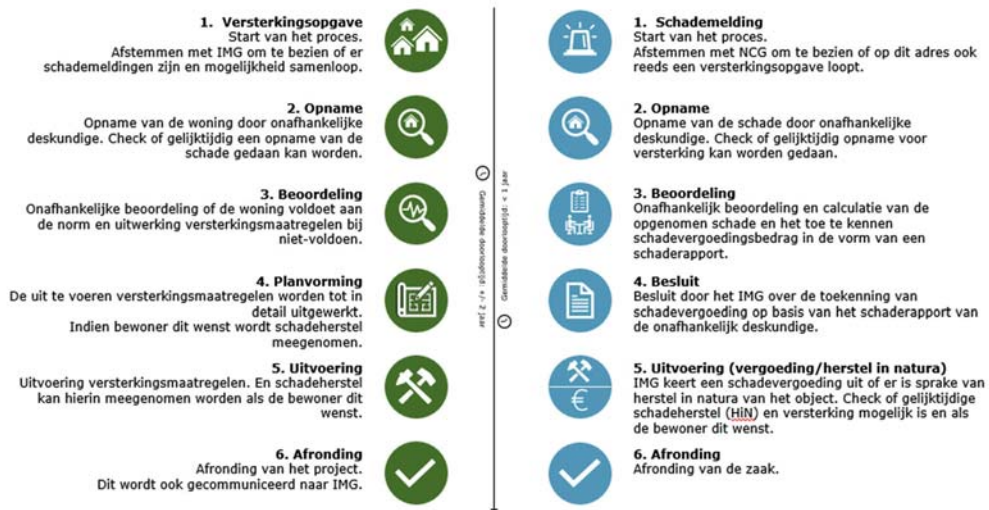 1. Versterkingsopgave
Start van het proces.
Afstemmen met IMG om te bezien of er
schademeldingen zijn en mogelijkheid samenloop.
2. Opname
Opname van de woning door onafhankelijke
deskundige. Check of gelijktijdig een opname van de
schade gedaan kan worden.
3. Beoordeling
Onafhankelijke beoordeling of de woning voldoet aan
de norm en uitwerking versterkingsmaatregelen bij
niet-voldoen.
4. Planvorming
De uit te voeren versterkingsmaatregelen worden tot in
detail uitgewerkt.
Indien bewoner dit wenst wordt schadeherstel
meegenomen.
5. Uitvoering
Uitvoering versterkingsmaatregelen. En schadeherstel
kan hierin meegenomen worden als de bewoner dit
wenst.
6. Afronding
Afronding van het project.
Dit wordt ook gecommuniceerd naar IMG.
Gemiddelde doorlooptijd: +/- 2 jaar
Gemiddelde doorlooptijd: < 1 jaar
1. Schademelding
Start van het proces.
Afstemmen met NCG om te bezien of op dit adres ook
reeds een versterkingsopgave loopt.
2. Opname
Opname van de schade door onafhankelijke
deskundige. Check of gelijktijdig opname voor
versterking kan worden gedaan.
3. Beoordeling
Onafhankelijk beoordeling en calculatie van de
opgenomen schade en het toe te kennen
schadevergoedingsbedrag in de vorm van een
schaderapport.
4. Besluit
Besluit door het IMG over de toekenning van
schadevergoeding op basis van het schaderapport van
de onafhankelijk deskundige.
5. Uitvoering (vergoeding/herstel in natura)
IMG keert een schadevergoeding uit of er is sprake van
herstel in natura van het object. Check of gelijktijdige
schadeherstel (HiN) en versterking mogelijk is en als
de bewoner dit wenst.
€
6. Afronding
Afronding van de zaak.